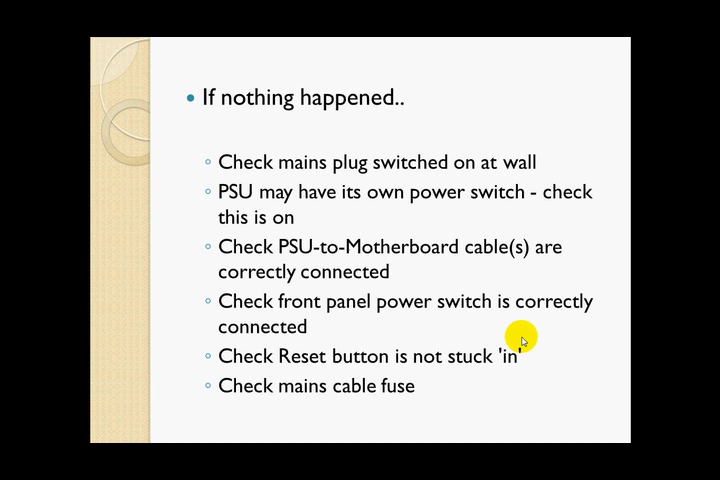 If nothing happened..
Check mains plug switched on at wall
PSU may have its own power switch - check
this is on
Check PSU-to-Motherboard cable(s) are
correctly connected
Check front panel power switch is correctly
connected
Check Reset button is not stuck 'in'
Check mains cable fuse